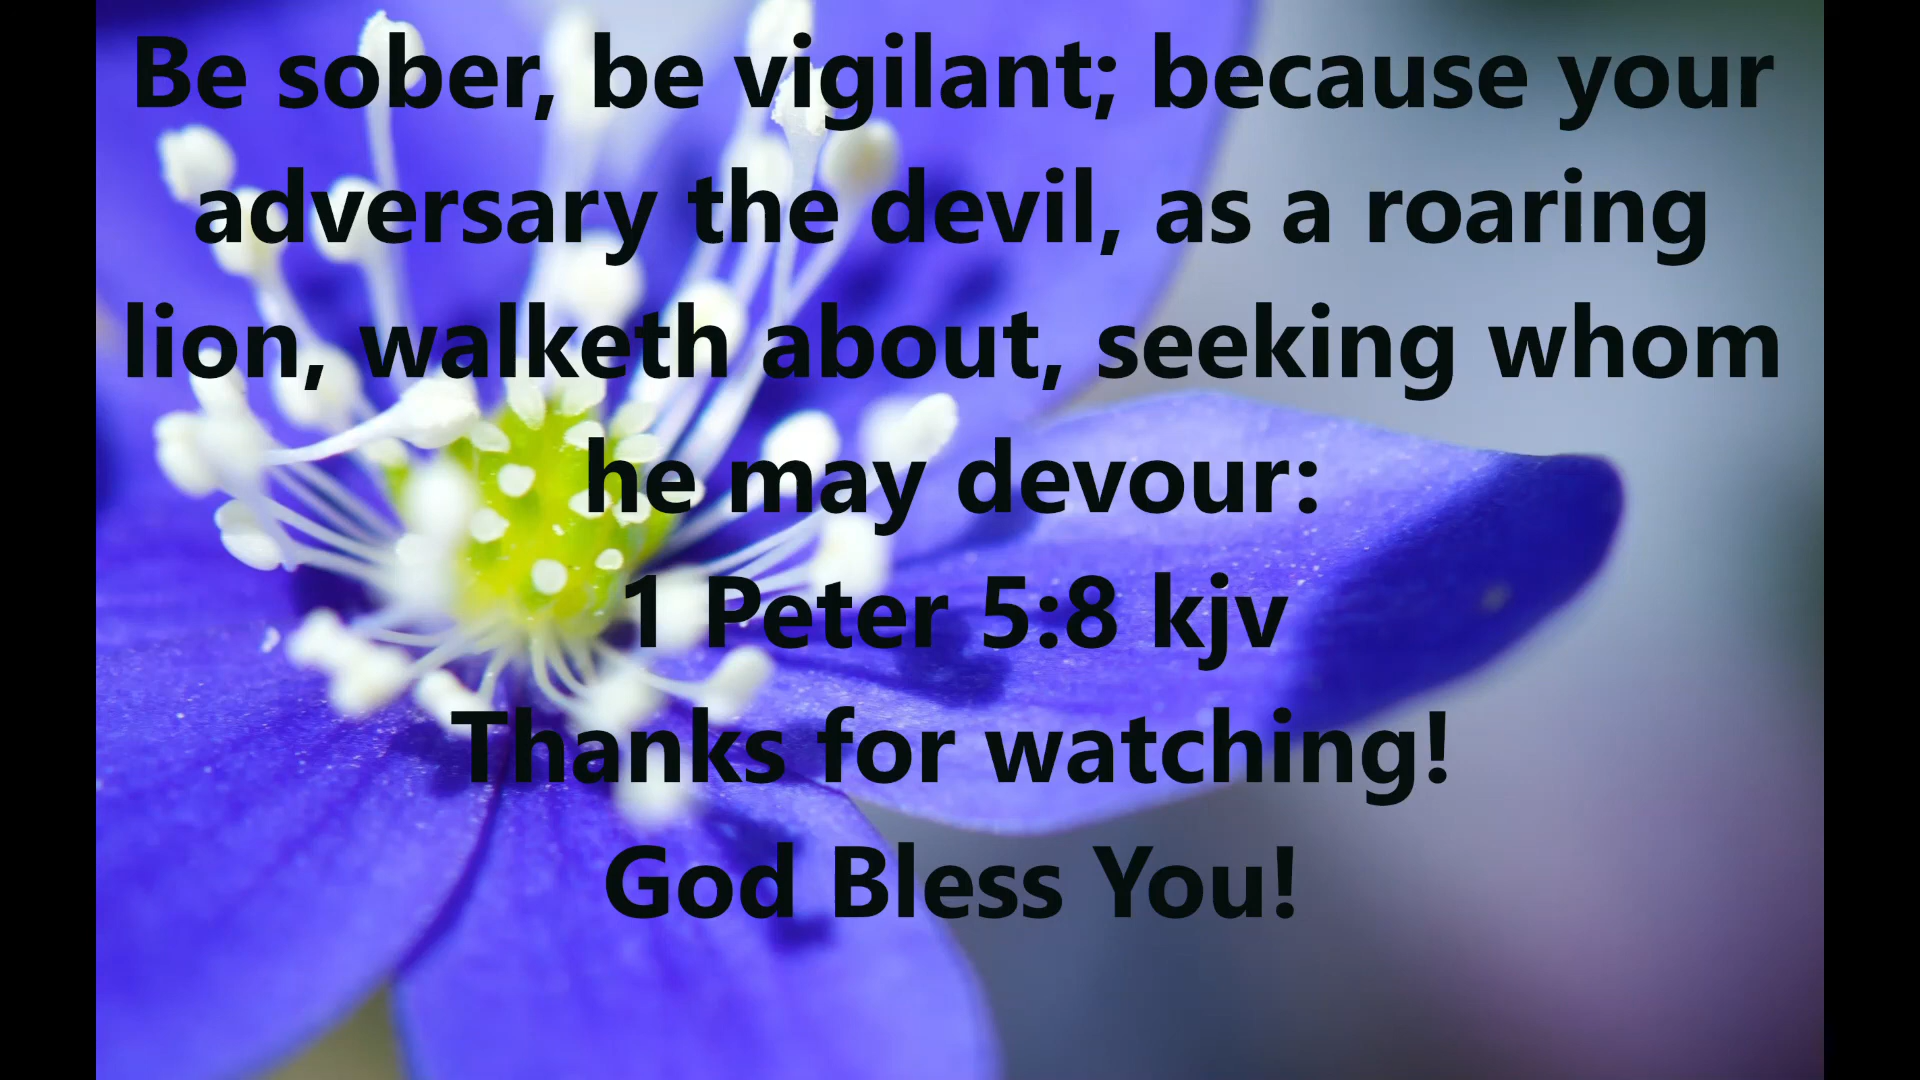 Be sober, be vigilant; because your
adversary the devil, as a roaring
lion, walketh about, seeking whom
he may devour:
1 Peter 5:8 kjv
Thanks for watching!
God Bless You!